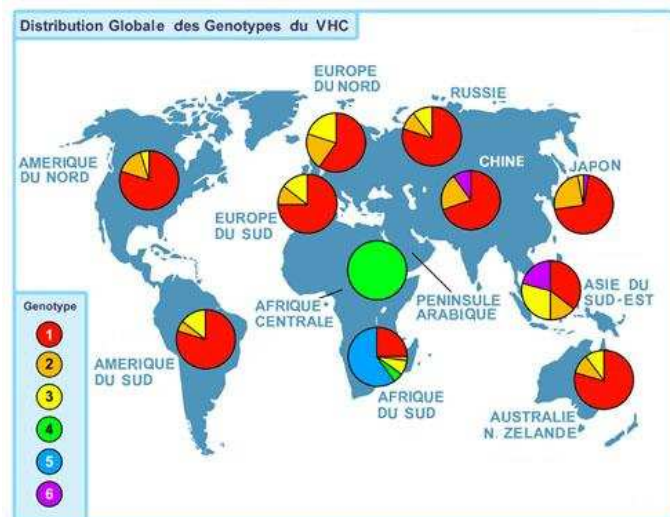 Distribution Globale des Genotypes du VHC
EUROPE
DU NORD
RUSSIE
AMERIQUE
DU NORD
CHINE
JAPON
EUROPE
DU SUD
AFRIQUE
CENTRALE
PENINSULE
ARABIQUE
ASIE DU
SUD-EST
AMERIQUE
DU SUD
AFRIQUE
DU SUD
AUSTRALIE
N. ZELANDE
Genotype
1
2
3
4
5
6